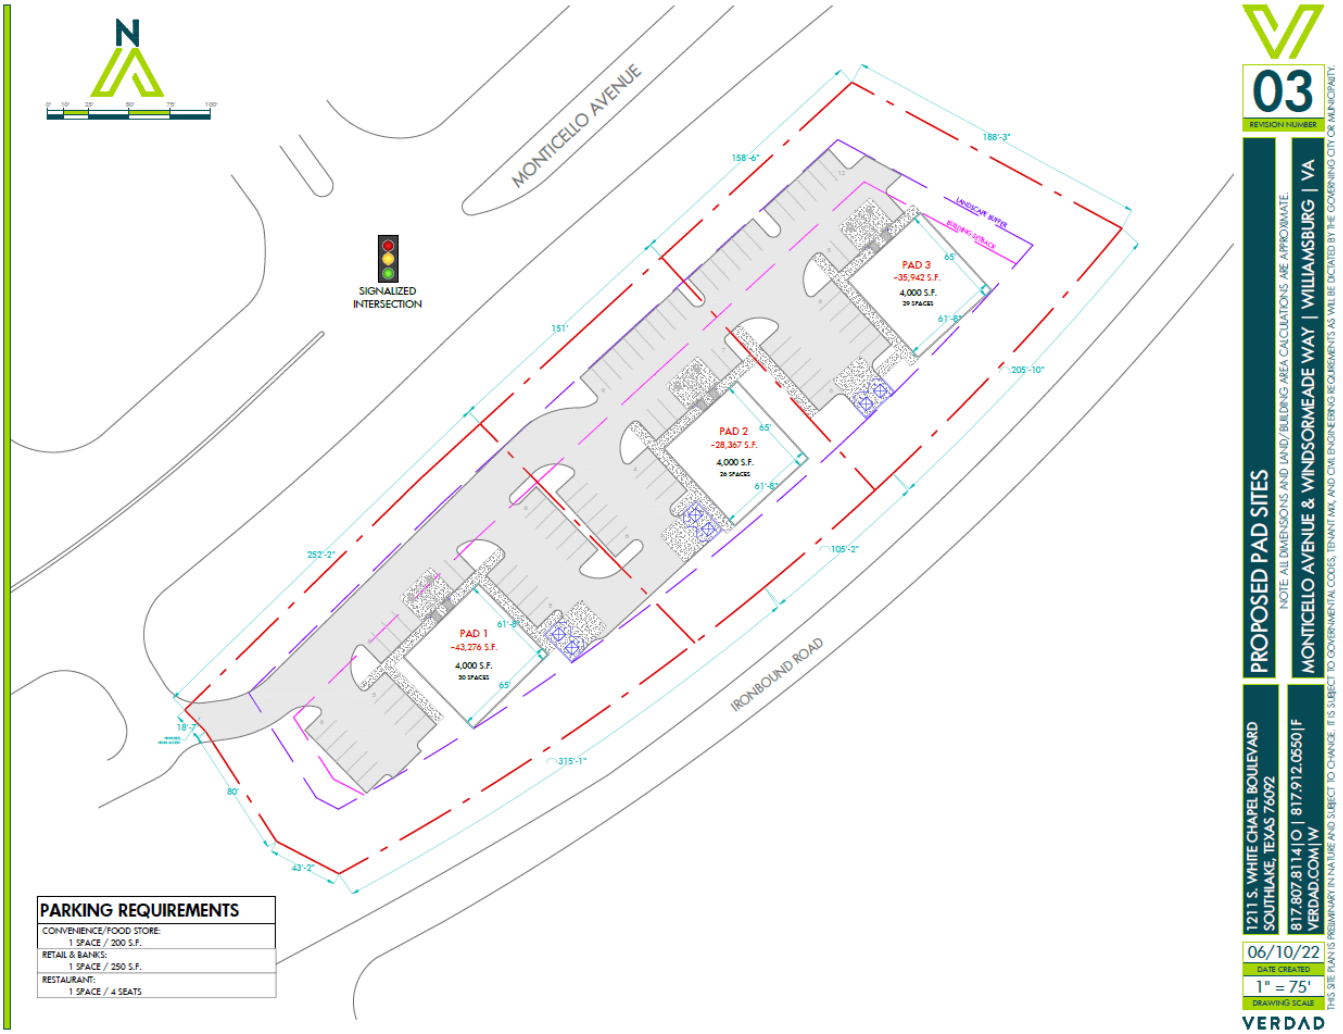 N
0' 10' 25' 50' 75' 100'
MONTICELLO AVENUE
SIGNALIZED
INTERSECTION
188'-3"
158'-6"
LANDSCAPE BUFFER
BUILDING SETBACK
PAD 3
~35,942 S.F.
4,000 S.F.
29 SPACES
65'
61'-8"
151'
205'-10"
PAD 2
~28,367 S.F.
4,000 S.F.
26 SPACES
65'
61'-8"
252'-2"
105'-2"
PAD 1
~43,276 S.F.
4,000 S.F.
30 SPACES
61'-8"
65'
IRONBOUND ROAD
18'-7"
315'-1"
80'
43'-2"
PARKING REQUIREMENTS
CONVENIENCE/FOOD STORE:
1 SPACE / 200 S.F.
RETAIL & BANKS:
1 SPACE / 250 S.F.
RESTAURANT:
1 SPACE / 4 SEATS
03
REVISION NUMBER
PROPOSED PAD SITES
NOTE: ALL DIMENSIONS AND LAND/BUILDING AREA CALCULATIONS ARE APPROXIMATE.
MONTICELLO AVENUE & WINDSORMEADE WAY | WILLIAMSBURG | VA
THIS SITE PLAN IS PRELIMINARY IN NATURE AND SUBJECT TO CHANGE. IT IS SUBJECT TO GOVERNMENTAL CODES, TENANT MIX, AND CIVIL ENGINEERING REQUIREMENTS AS WILL BE DICTATED BY THE GOVERNING CITY OR MUNICIPALITY.
1211 S. WHITE CHAPEL BOULEVARD
SOUTHLAKE, TEXAS 76092
817.807.8114|O | 817.912.0550|F
VERDAD.COM|W
06/10/22
DATE CREATED
1" = 75'
DRAWING SCALE
VERDAD